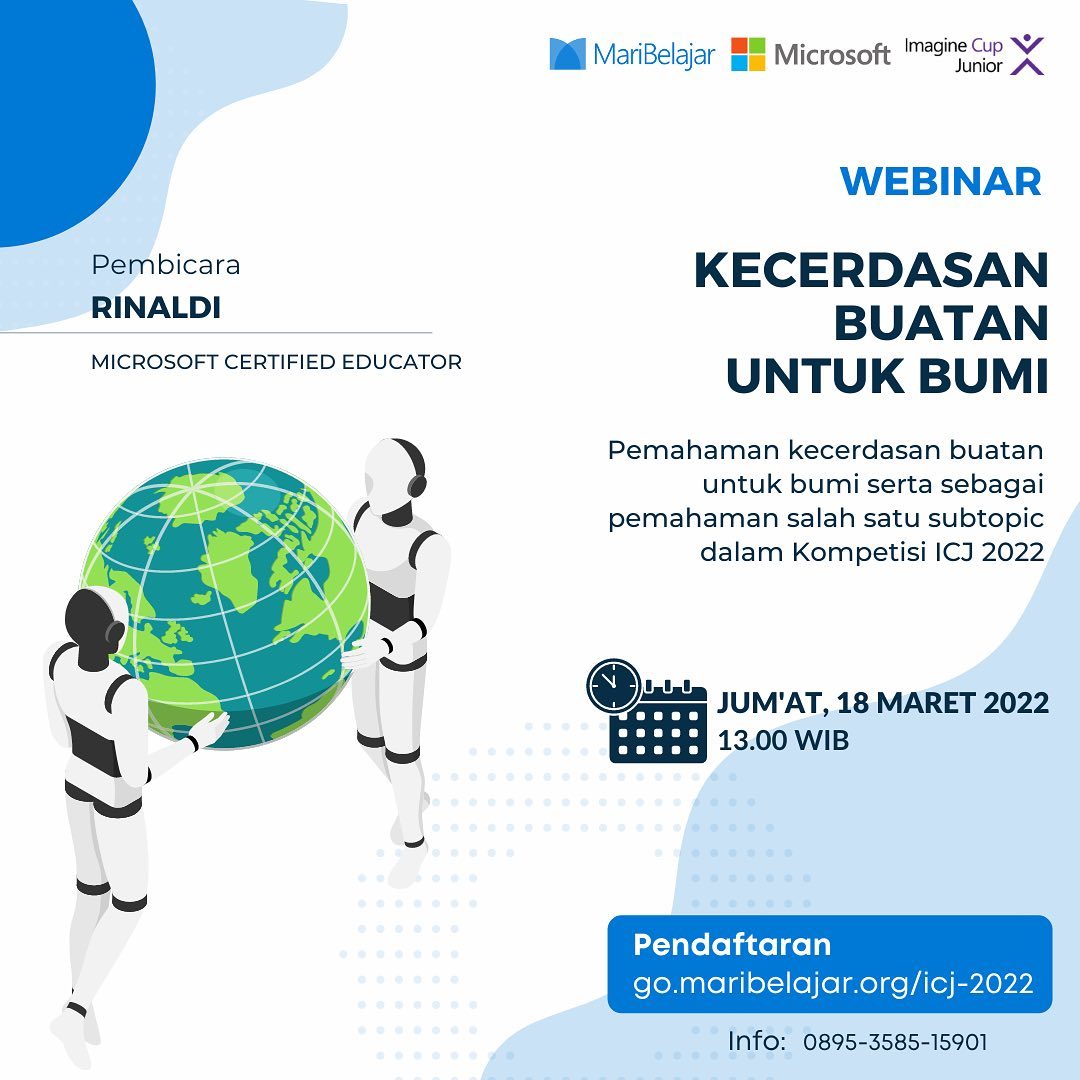 MariBelajar
Microsoft
Imagine Cup
Junior
WEBINAR
Pembicara
RINALDI
MICROSOFT CERTIFIED EDUCATOR
KECERDASAN
BUATAN
UNTUK BUMI
Pemahaman kecerdasan buatan
untuk bumi serta sebagai
pemahaman salah satu subtopic
dalam Kompetisi ICJ 2022
JUM'AT, 18 MARET 2022
13.00 WIB
Pendaftaran
go.maribelajar.org/icj-2022
Info: 0895-3585-15901